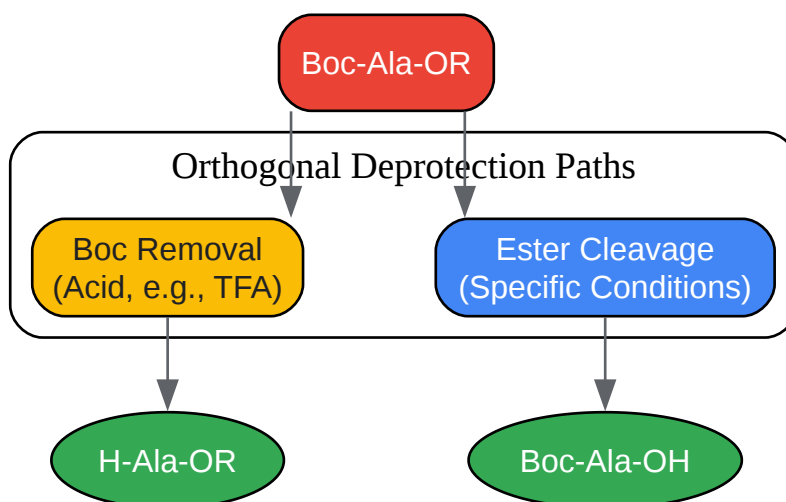 Boc-Ala-OR
Orthogonal Deprotection Paths
Boc Removal
(Acid, e.g., TFA)
Ester Cleavage
(Specific Conditions)
H-Ala-OR
Boc-Ala-OH